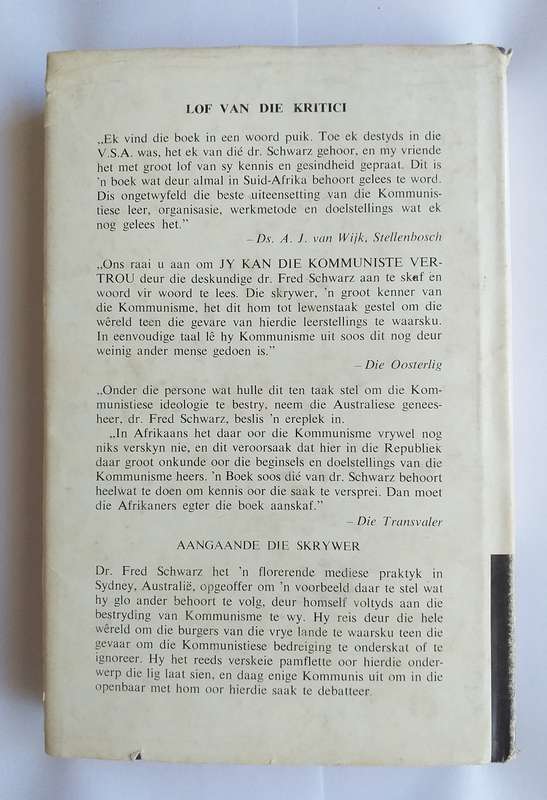 LOF VAN DIE KRITICI
„Ek vind die boek in een woord puik. Toe ek destyds in die
V.S.A. was, het ek van dié dr. Schwarz gehoor, en my vriende
het met groot lof van sy kennis en gesindheid gepraat. Dit is
'n boek wat deur almal in Suid-Afrika behoort gelees te word.
Dis ongetwyfeld die beste uiteensetting van die Kommunis-
tiese leer, organisasie, werkmetode en doelstellings wat ek
nog gelees het.”
– Ds. A. J. van Wijk, Stellenbosch
„Ons raai u aan om JY KAN DIE KOMMUNISTE VER-
TROU deur die deskundige dr. Fred Schwarz aan te skaf en
woord vir woord te lees. Die skrywer, 'n groot kenner van
die Kommunisme, het dit hom tot lewenstaak gestel om die
wêreld teen die gevare van hierdie leerstellings te waarsku.
In eenvoudige taal lê hy Kommunisme uit soos dit nog deur
weinig ander mense gedoen is.”
– Die Oosterlig
„Onder die persone wat hulle dit ten taak stel om die Kom-
munistiese ideologie te bestry, neem die Australiese genees-
heer, dr. Fred Schwarz, beslis 'n ereplek in.
„In Afrikaans het daar oor die Kommunisme vrywel nog
niks verskyn nie, en dit veroorsaak dat hier in die Republiek
daar groot onkunde oor die beginsels en doelstellings van die
Kommunisme heers. 'n Boek soos dié van dr. Schwarz behoort
heelwat te doen om kennis oor die saak te versprei. Dan moet
die Afrikaners egter die boek aanskaf.”
– Die Transvaler
AANGAANDE DIE SKRYWER
Dr. Fred Schwarz het 'n florerende mediese praktyk in
Sydney, Australië, opgeoffer om 'n voorbeeld daar te stel wat
hy glo ander behoort te volg, deur homself voltyds aan die
bestryding van Kommunisme te wy. Hy reis deur die hele
wêreld om die burgers van die vrye lande te waarsku teen die
gevaar om die Kommunistiese bedreiging te onderskat of te
ignoreer. Hy het reeds verskeie pamflette oor hierdie onder-
werp die lig laat sien, en daag enige Kommunis uit om in die
openbaar met hom oor hierdie saak te debatteer.